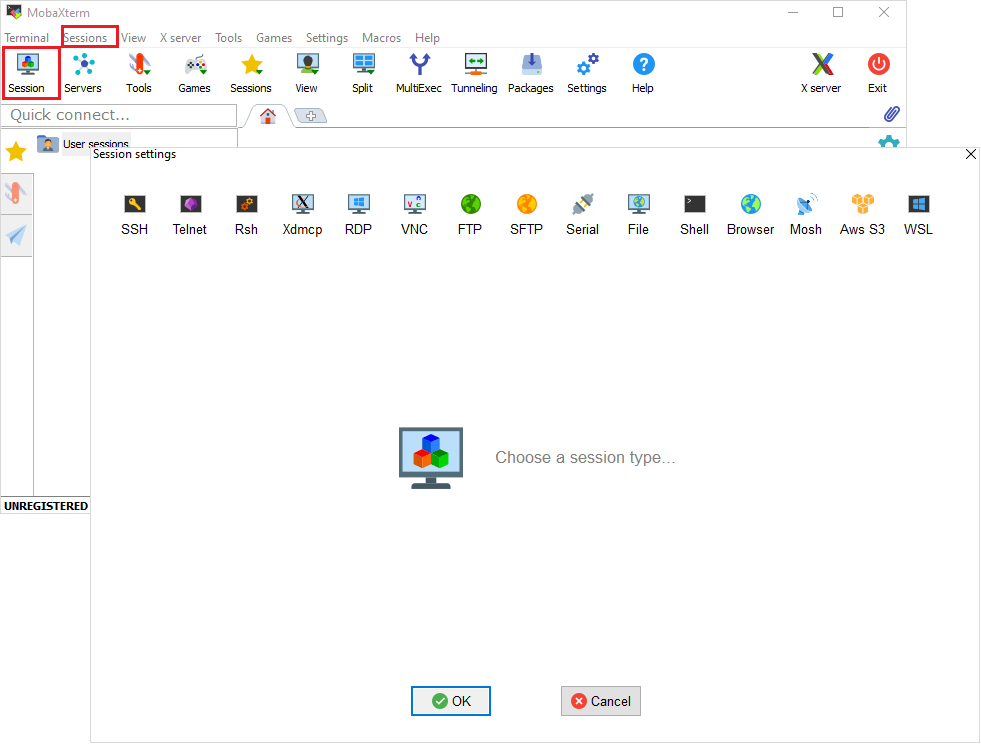 MobaXterm
Terminal Sessions View X server Tools Games Settings Macros Help
Session Servers Tools Games Sessions View Split MultiExec Tunneling Packages Settings Help X server Exit
Quick connect...
User sessions
Session settings
SSH Telnet Rsh Xdmcp RDP VNC FTP SFTP Serial File Shell Browser Mosh Aws S3 WSL
Choose a session type...
UNREGISTERED
OK Cancel